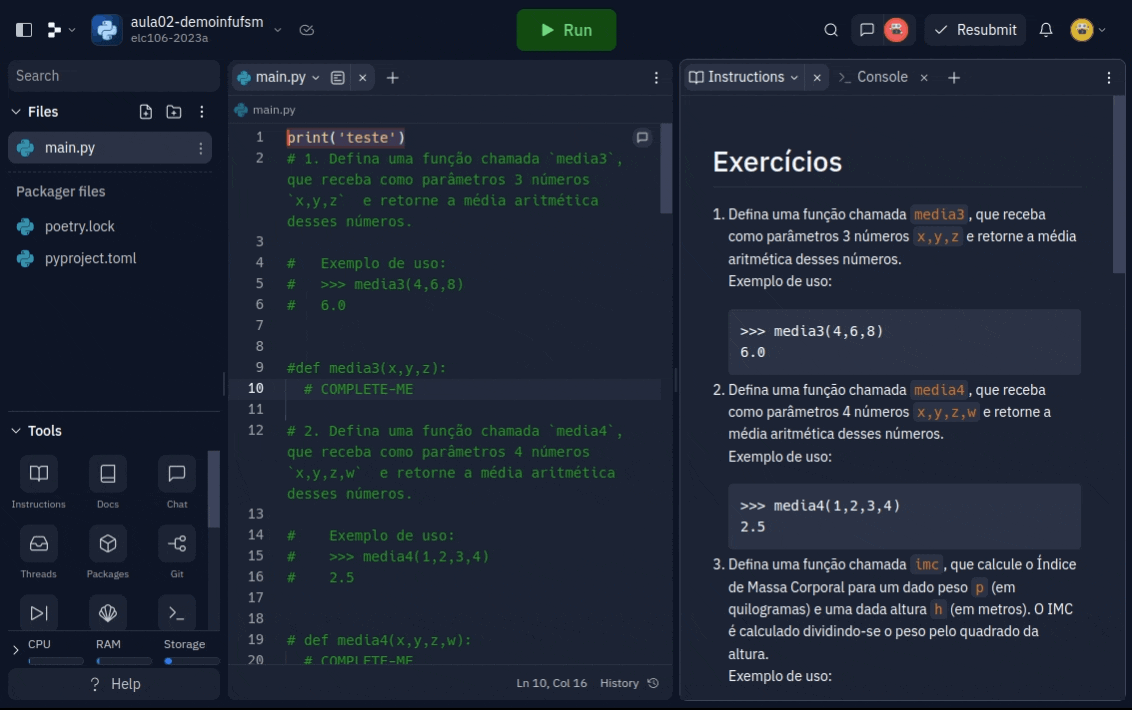 aula02-demoinfufsm
elc106-2023a
Run
Resubmit
Search
Files
main.py
Packager files
poetry.lock
pyproject.toml
Tools
Instructions
Docs
Chat
Threads
Packages
Git
CPU
RAM
Storage
? Help
main.py
main.py
1 print('teste')
2 # 1. Defina uma função chamada `media3`,
que receba como parâmetros 3 números
`x,y,z`  e retorne a média aritmética
desses números.
3
4 #   Exemplo de uso:
5 #   >>> media3(4,6,8)
6 #   6.0
7
8
9 #def media3(x,y,z):
10   # COMPLETE-ME
11
12 # 2. Defina uma função chamada `media4`,
que receba como parâmetros 4 números
`x,y,z,w`  e retorne a média aritmética
desses números.
13
14 #    Exemplo de uso:
15 #    >>> media4(1,2,3,4)
16 #    2.5
17
18
19 # def media4(x,y,z,w):
20   # COMPLETE-ME
Ln 10, Col 16 History
Instructions
>_ Console
Exercícios
1. Defina uma função chamada media3, que receba
como parâmetros 3 números x,y,z e retorne a média
aritmética desses números.
Exemplo de uso:
>>> media3(4,6,8)
6.0
2. Defina uma função chamada media4, que receba
como parâmetros 4 números x,y,z,w e retorne a
média aritmética desses números.
Exemplo de uso:
>>> media4(1,2,3,4)
2.5
3. Defina uma função chamada imc, que calcule o Índice
de Massa Corporal para um dado peso p (em
quilogramas) e uma dada altura h (em metros). O IMC
é calculado dividindo-se o peso pelo quadrado da
altura.
Exemplo de uso: